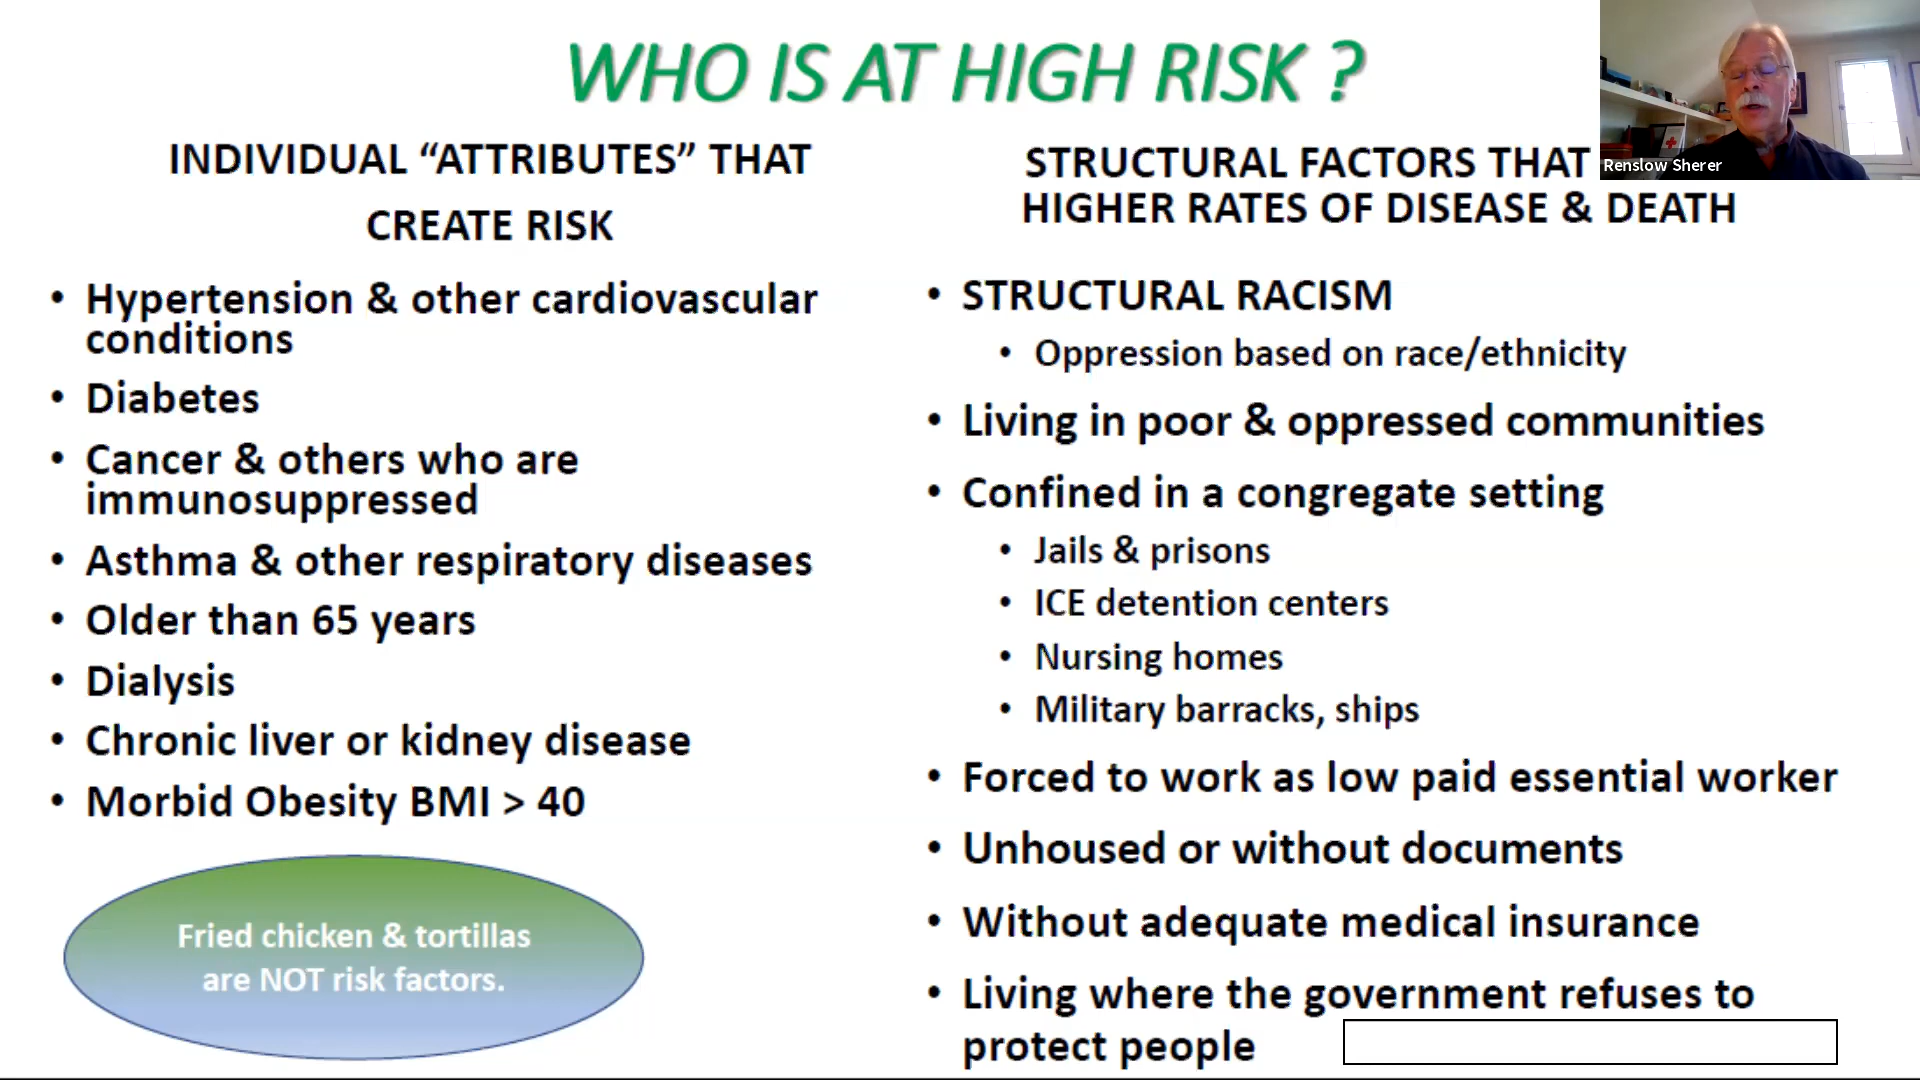 WHO IS AT HIGH RISK ?
INDIVIDUAL “ATTRIBUTES” THAT
CREATE RISK
• Hypertension & other cardiovascular
conditions
• Diabetes
• Cancer & others who are
immunosuppressed
• Asthma & other respiratory diseases
• Older than 65 years
• Dialysis
• Chronic liver or kidney disease
• Morbid Obesity BMI > 40
Fried chicken & tortillas
are NOT risk factors.
STRUCTURAL FACTORS THAT
HIGHER RATES OF DISEASE & DEATH
• STRUCTURAL RACISM
• Oppression based on race/ethnicity
• Living in poor & oppressed communities
• Confined in a congregate setting
• Jails & prisons
• ICE detention centers
• Nursing homes
• Military barracks, ships
• Forced to work as low paid essential worker
• Unhoused or without documents
• Without adequate medical insurance
• Living where the government refuses to
protect people
Renslow Sherer